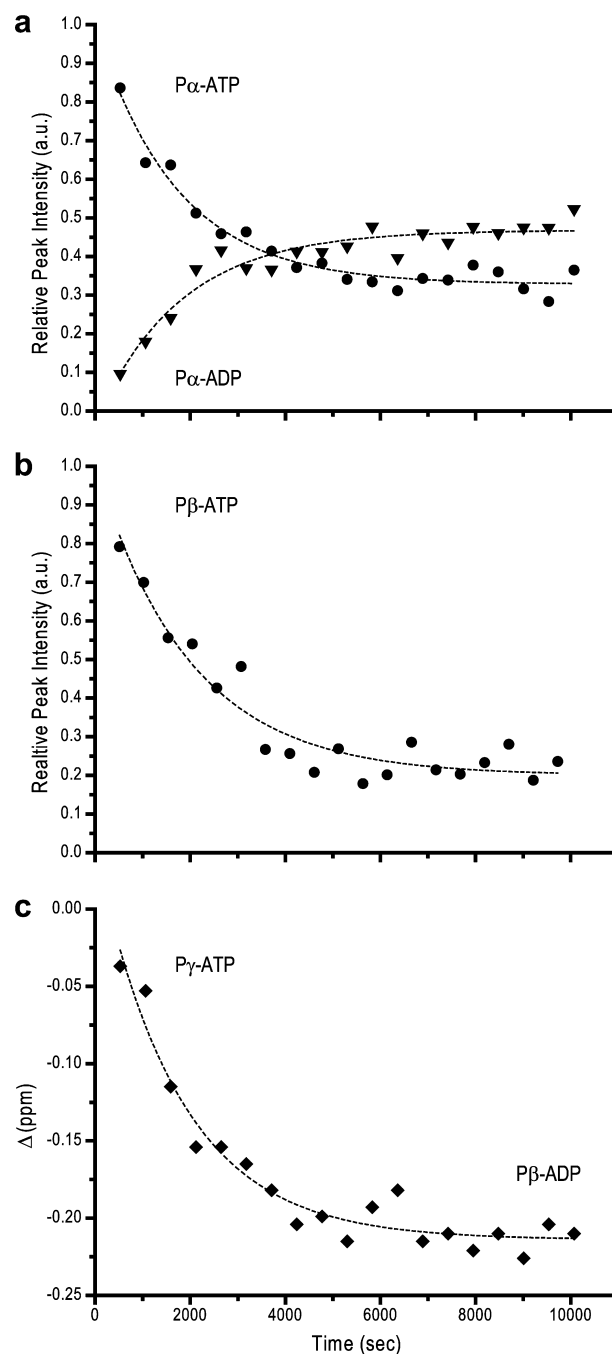 a
1.0
0.9
0.8
0.7
0.6
0.5
0.4
0.3
0.2
0.1
0.0
Relative Peak Intensity (a.u.)
Pα-ATP
Pα-ADP
b
1.0
0.9
0.8
0.7
0.6
0.5
0.4
0.3
0.2
0.1
0.0
Realtive Peak Intensity (a.u.)
Pβ-ATP
c
0.00
-0.05
-0.10
-0.15
-0.20
-0.25
Δ (ppm)
Pγ-ATP
Pβ-ADP
0 2000 4000 6000 8000 10000
Time (sec)